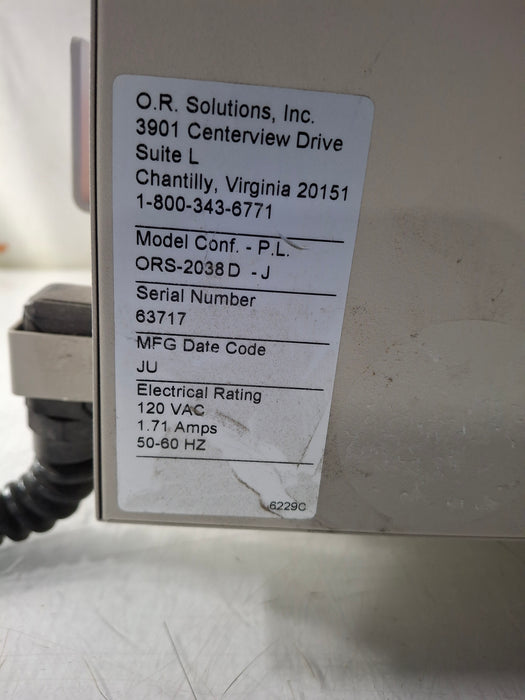 O.R. Solutions, Inc.
3901 Centerview Drive
Suite L
Chantilly, Virginia 20151
1-800-343-6771
Model Conf. - P.L.
ORS-2038 D - J
Serial Number
63717
MFG Date Code
JU
Electrical Rating
120 VAC
1.71 Amps
50-60 HZ
6229C